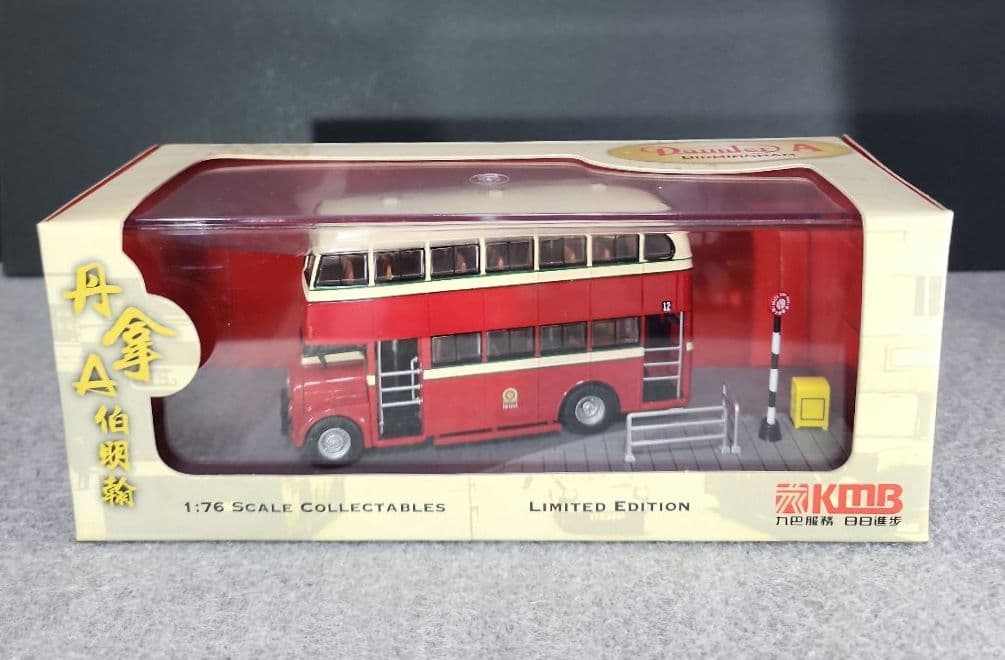 Daimler A
BIRMINGHAM
丹拿A伯明翰
12
1:76 SCALE COLLECTABLES
LIMITED EDITION
KMB
九巴服務 日日進步